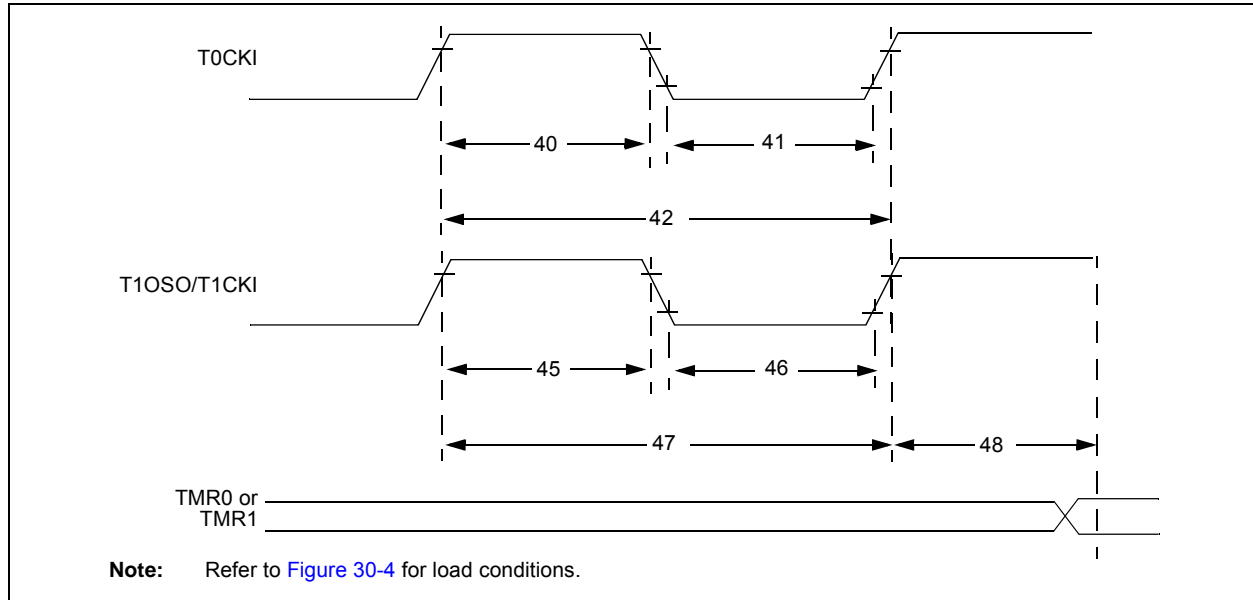 T0CKI
40
41
42
T1OSO/T1CKI
45
46
47
48
TMR0 or
TMR1
Note: Refer to Figure 30-4 for load conditions.